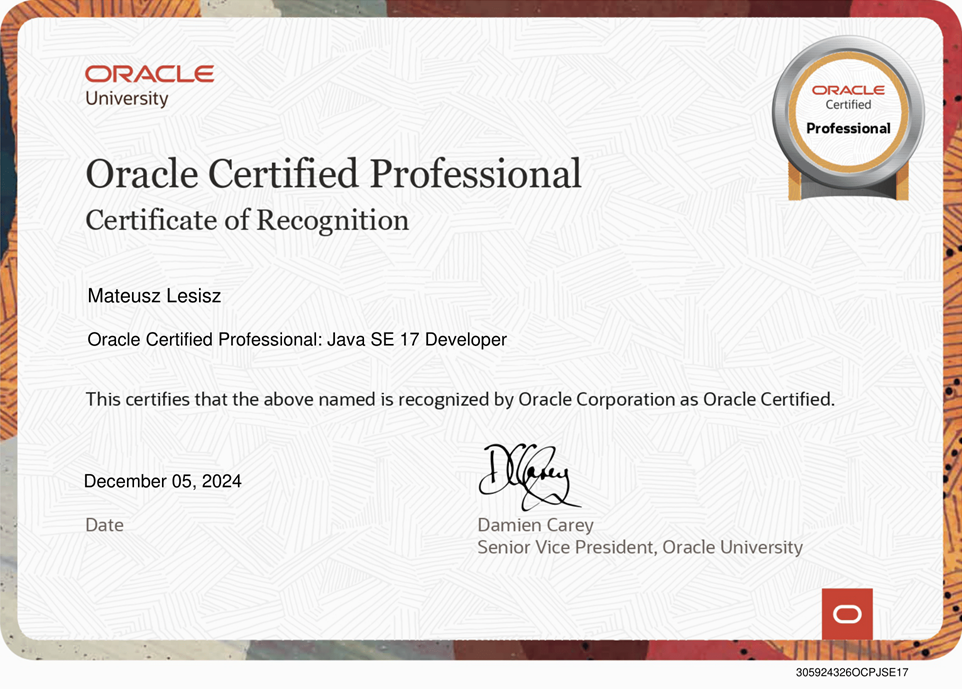 ORACLE
University
ORACLE
Certified
Professional
Oracle Certified Professional
Certificate of Recognition
Mateusz Lesisz
Oracle Certified Professional: Java SE 17 Developer
This certifies that the above named is recognized by Oracle Corporation as Oracle Certified.
December 05, 2024
DCarey
Date
Damien Carey
Senior Vice President, Oracle University
305924326OCPJSE17